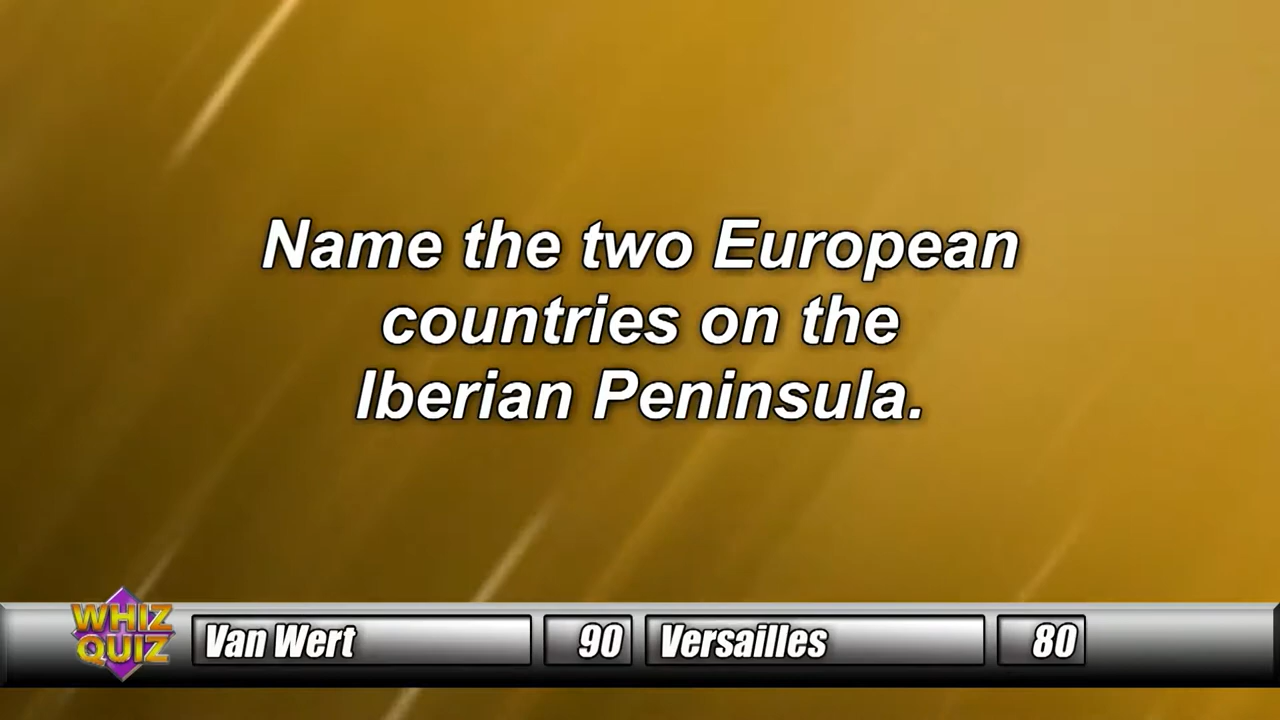 Name the two European
countries on the
Iberian Peninsula.
WHIZ
QUIZ
Van Wert 90 Versailles 80